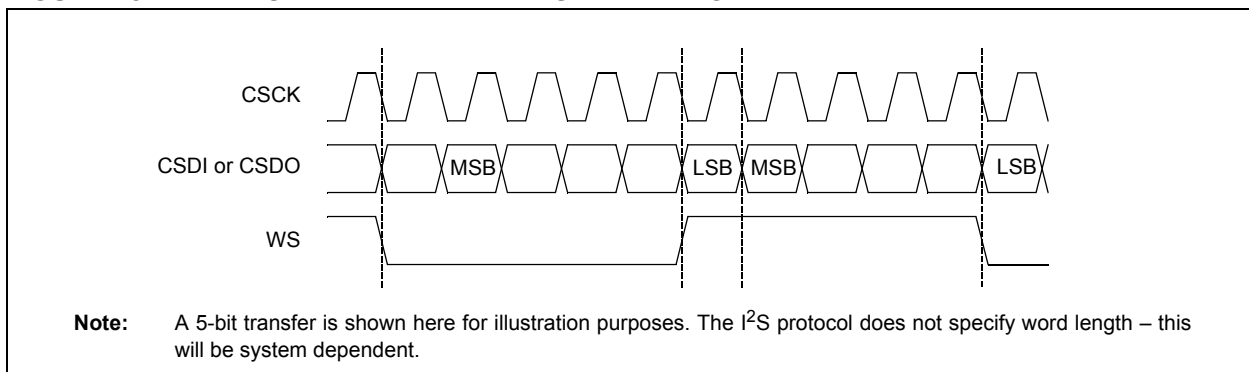 CSCK
CSDI or CSDO
MSB
LSB
MSB
LSB
WS
Note: A 5-bit transfer is shown here for illustration purposes. The I2S protocol does not specify word length – this
will be system dependent.